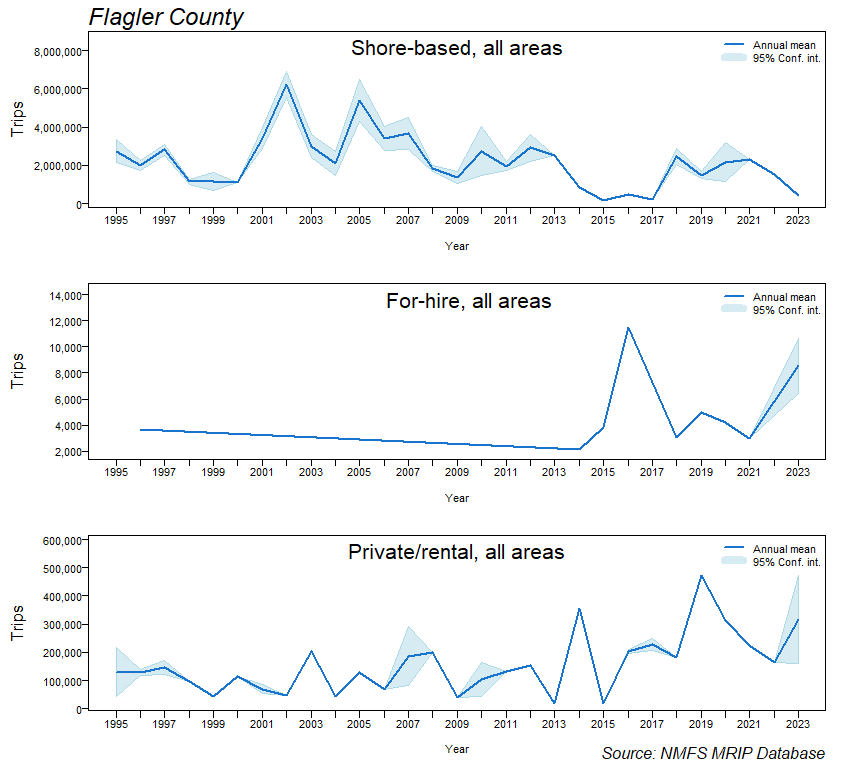 Flagler County
Shore-based, all areas
Annual mean
95% Conf. int.
Trips
8,000,000
6,000,000
4,000,000
2,000,000
0
1995 1997 1999 2001 2003 2005 2007 2009 2011 2013 2015 2017 2019 2021 2023
Year
For-hire, all areas
Annual mean
95% Conf. int.
Trips
14,000
12,000
10,000
8,000
6,000
4,000
2,000
1995 1997 1999 2001 2003 2005 2007 2009 2011 2013 2015 2017 2019 2021 2023
Year
Private/rental, all areas
Annual mean
95% Conf. int.
Trips
600,000
500,000
400,000
300,000
200,000
100,000
0
1995 1997 1999 2001 2003 2005 2007 2009 2011 2013 2015 2017 2019 2021 2023
Year
Source: NMFS MRIP Database